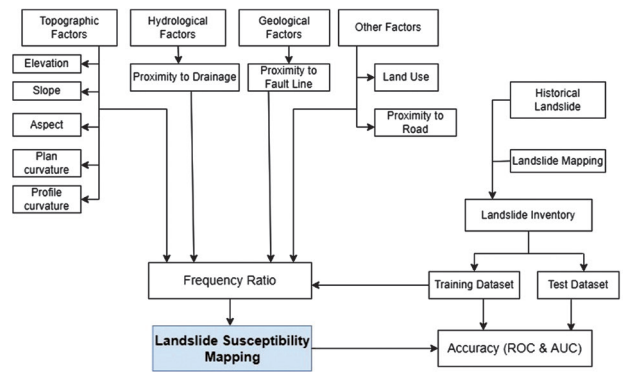 Topographic
Factors
Hydrological
Factors
Geological
Factors
Other Factors
Elevation
Slope
Aspect
Plan
curvature
Profile
curvature
Proximity to Drainage
Proximity to
Fault Line
Land Use
Proximity to
Road
Historical
Landslide
Landslide Mapping
Landslide Inventory
Frequency Ratio
Training Dataset
Test Dataset
Landslide Susceptibility
Mapping
Accuracy (ROC & AUC)